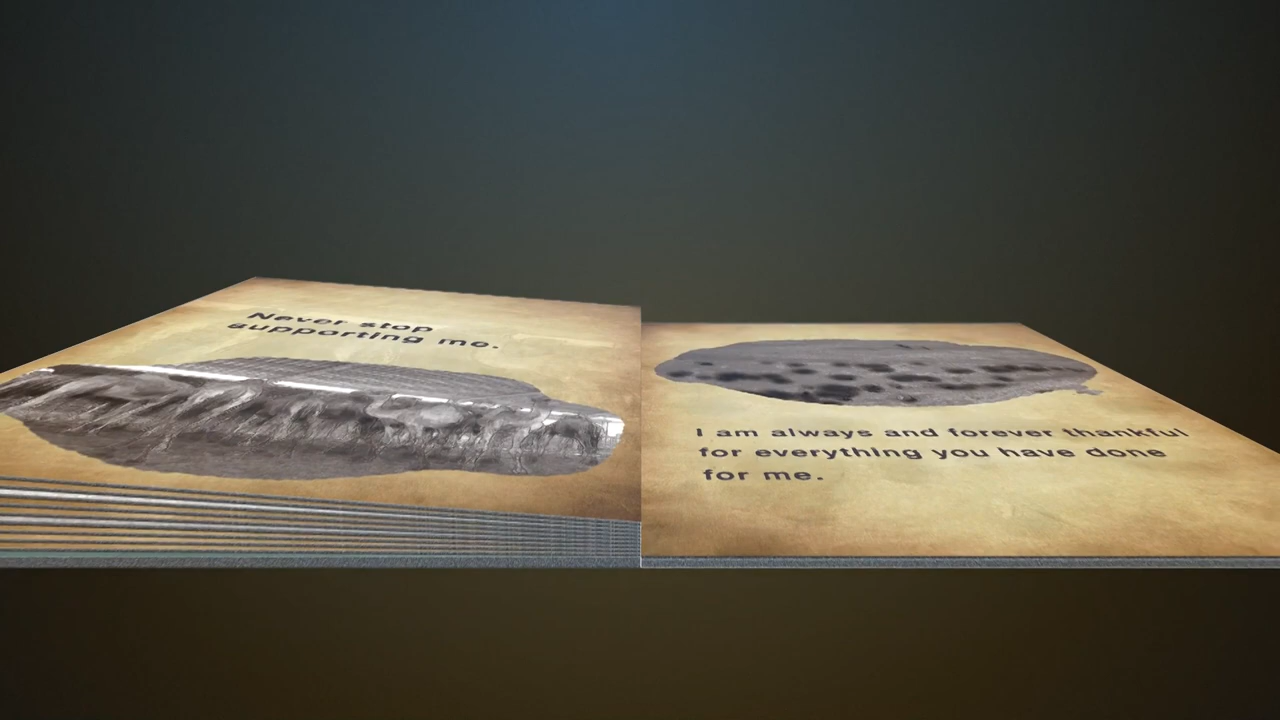 Never stop
supporting me.
I am always and forever thankful
for everything you have done
for me.